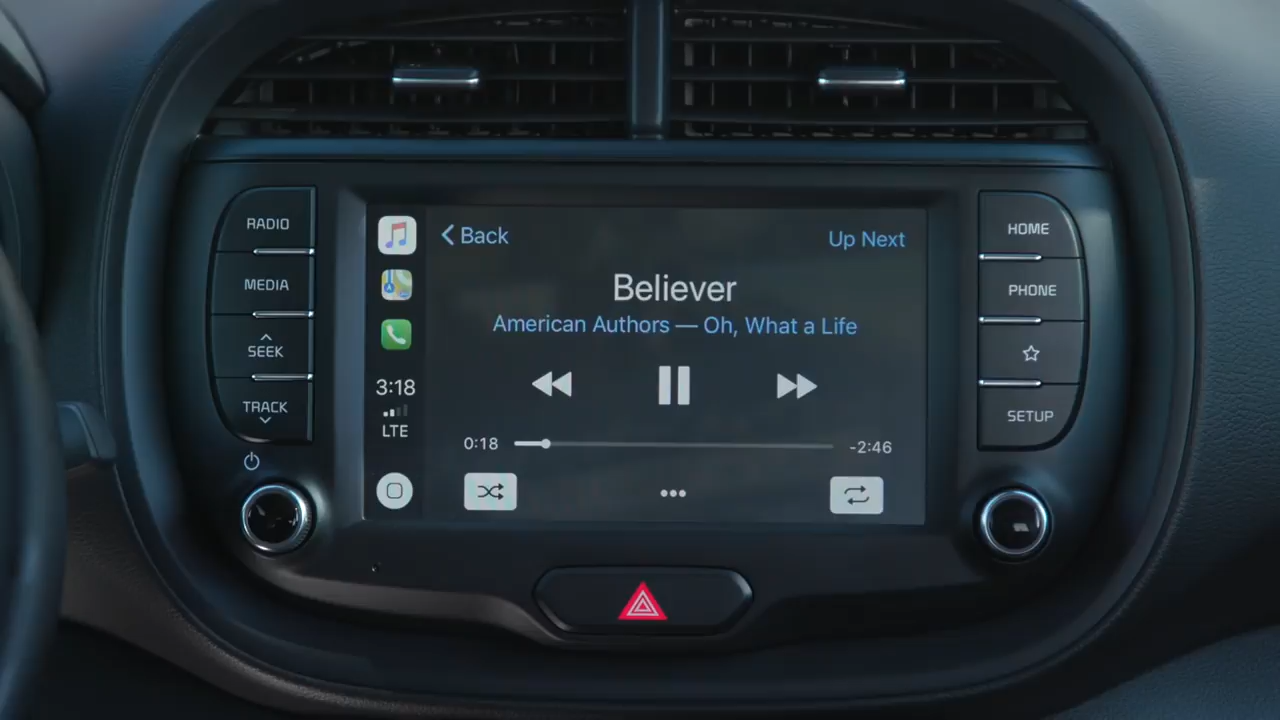 RADIO
MEDIA
SEEK
TRACK
Back
Up Next
Believer
American Authors — Oh, What a Life
3:18
LTE
0:18
-2:46
HOME
PHONE
SETUP